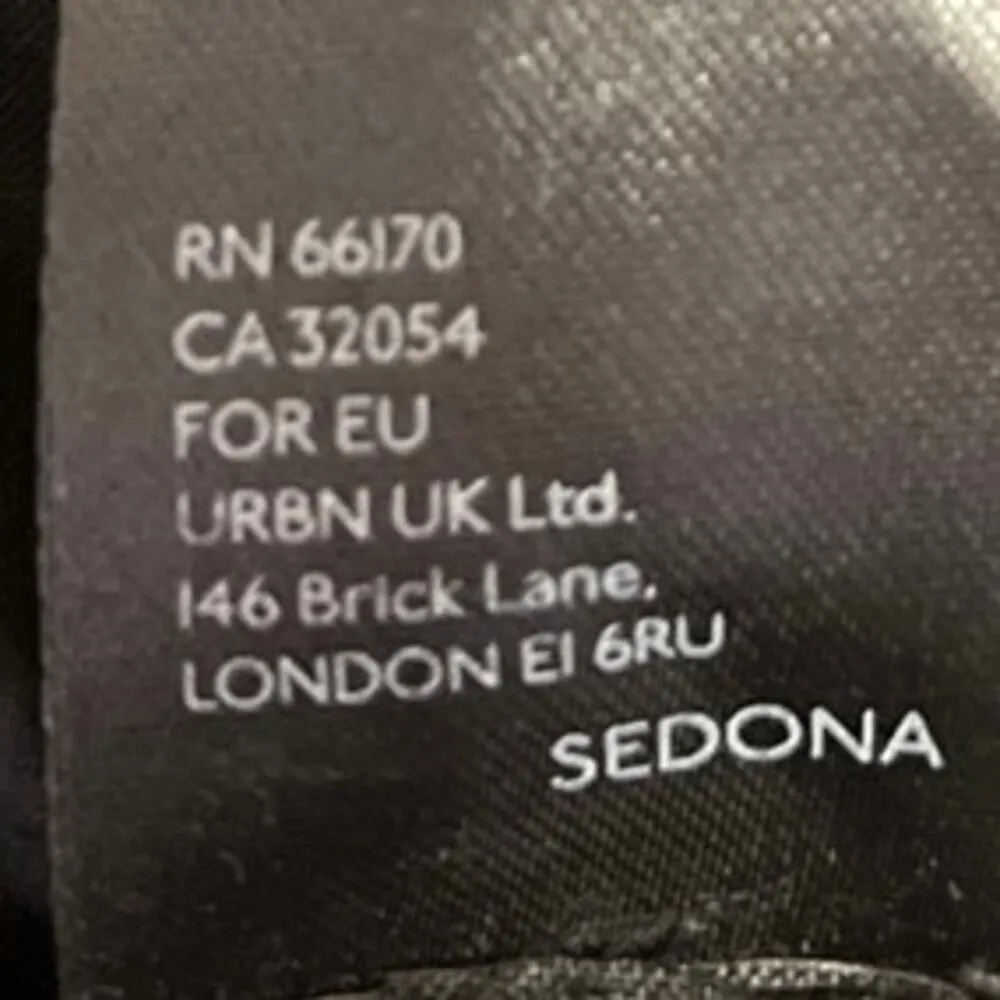 RN 66170
CA 32054
FOR EU
URBN UK Ltd.
146 Brick Lane,
LONDON E1 6RU
SEDONA